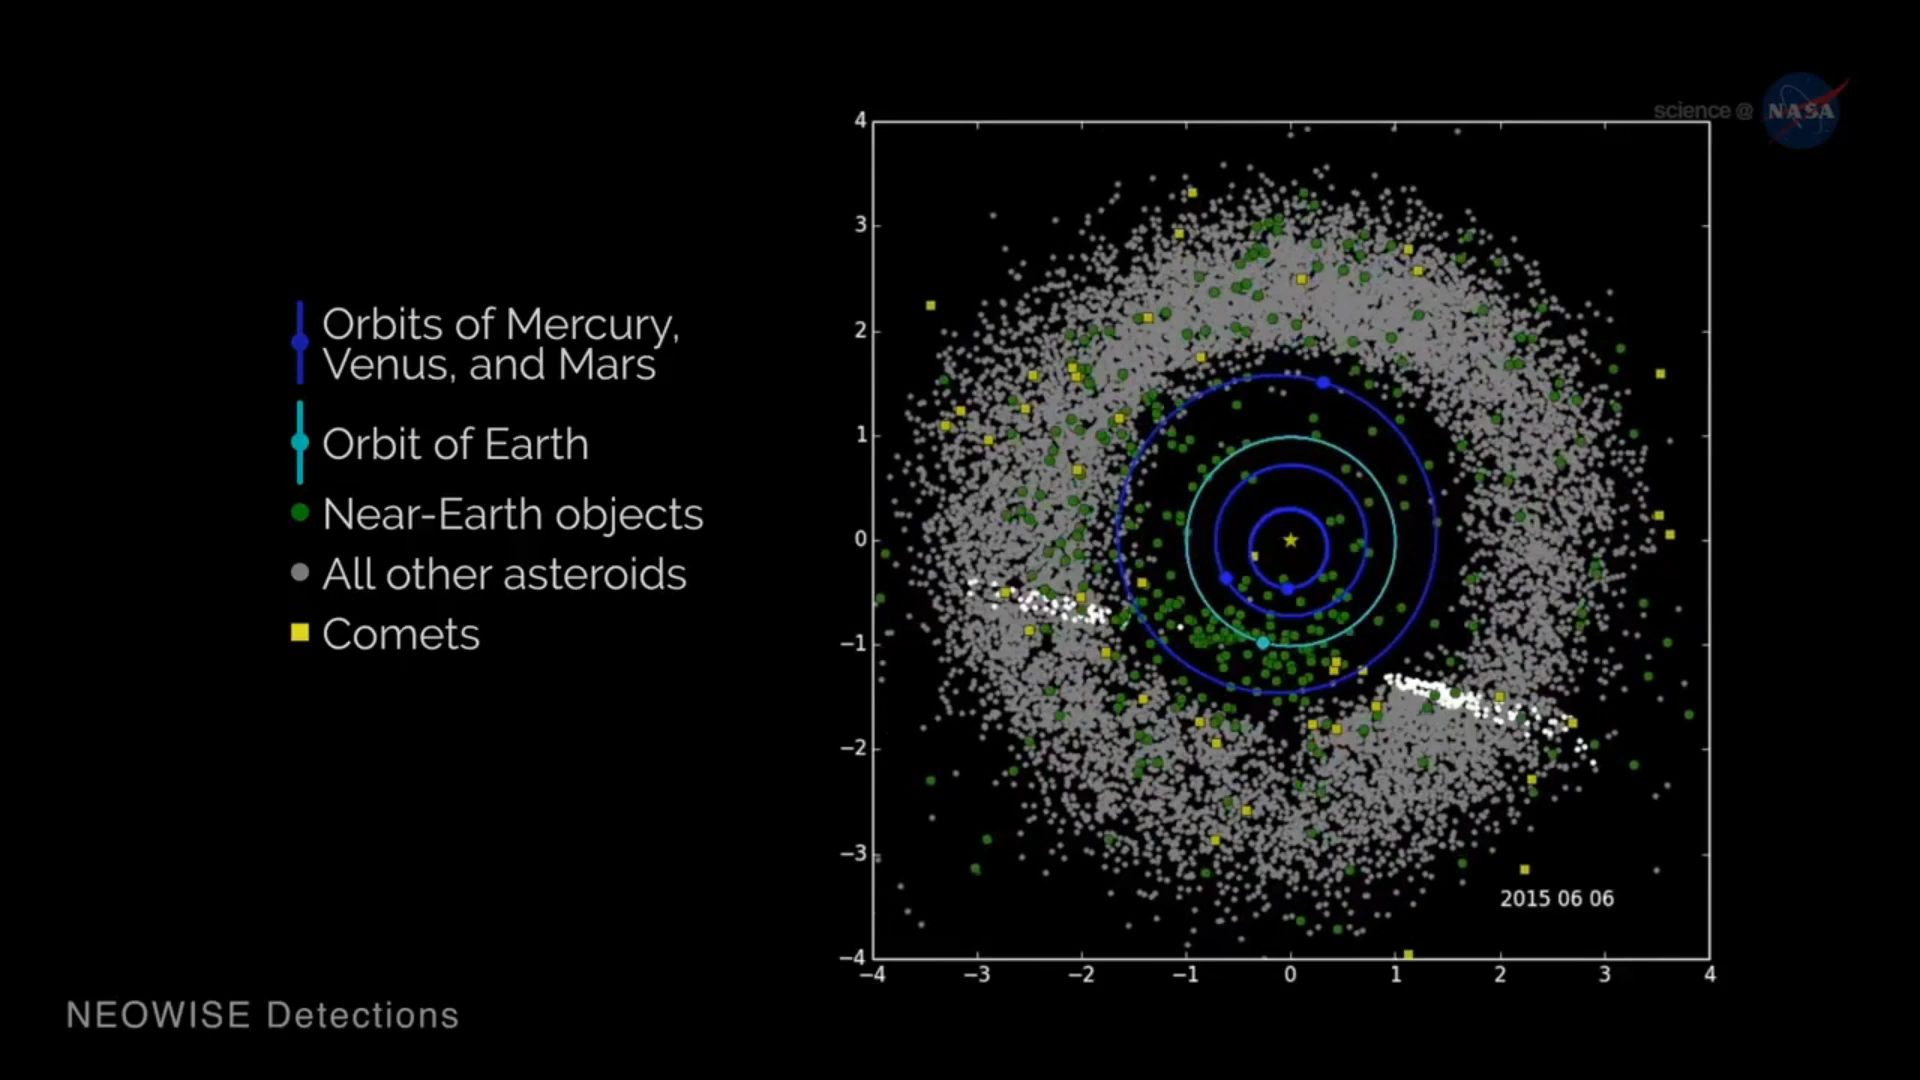 science @ NASA
Orbits of Mercury,
Venus, and Mars
Orbit of Earth
Near-Earth objects
All other asteroids
Comets
4
3
2
1
0
−1
−2
−3
−4
−4 −3 −2 −1 0 1 2 3 4
2015 06 06
NEOWISE Detections